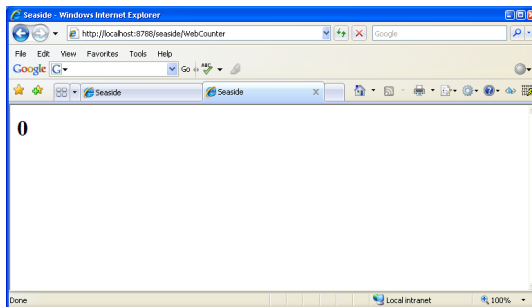 Seaside - Windows Internet Explorer
http://localhost:8788/seaside/WebCounter
Google
File Edit View Favorites Tools Help
Google G Go ABC
Seaside Seaside X
0
Done Local intranet 100%